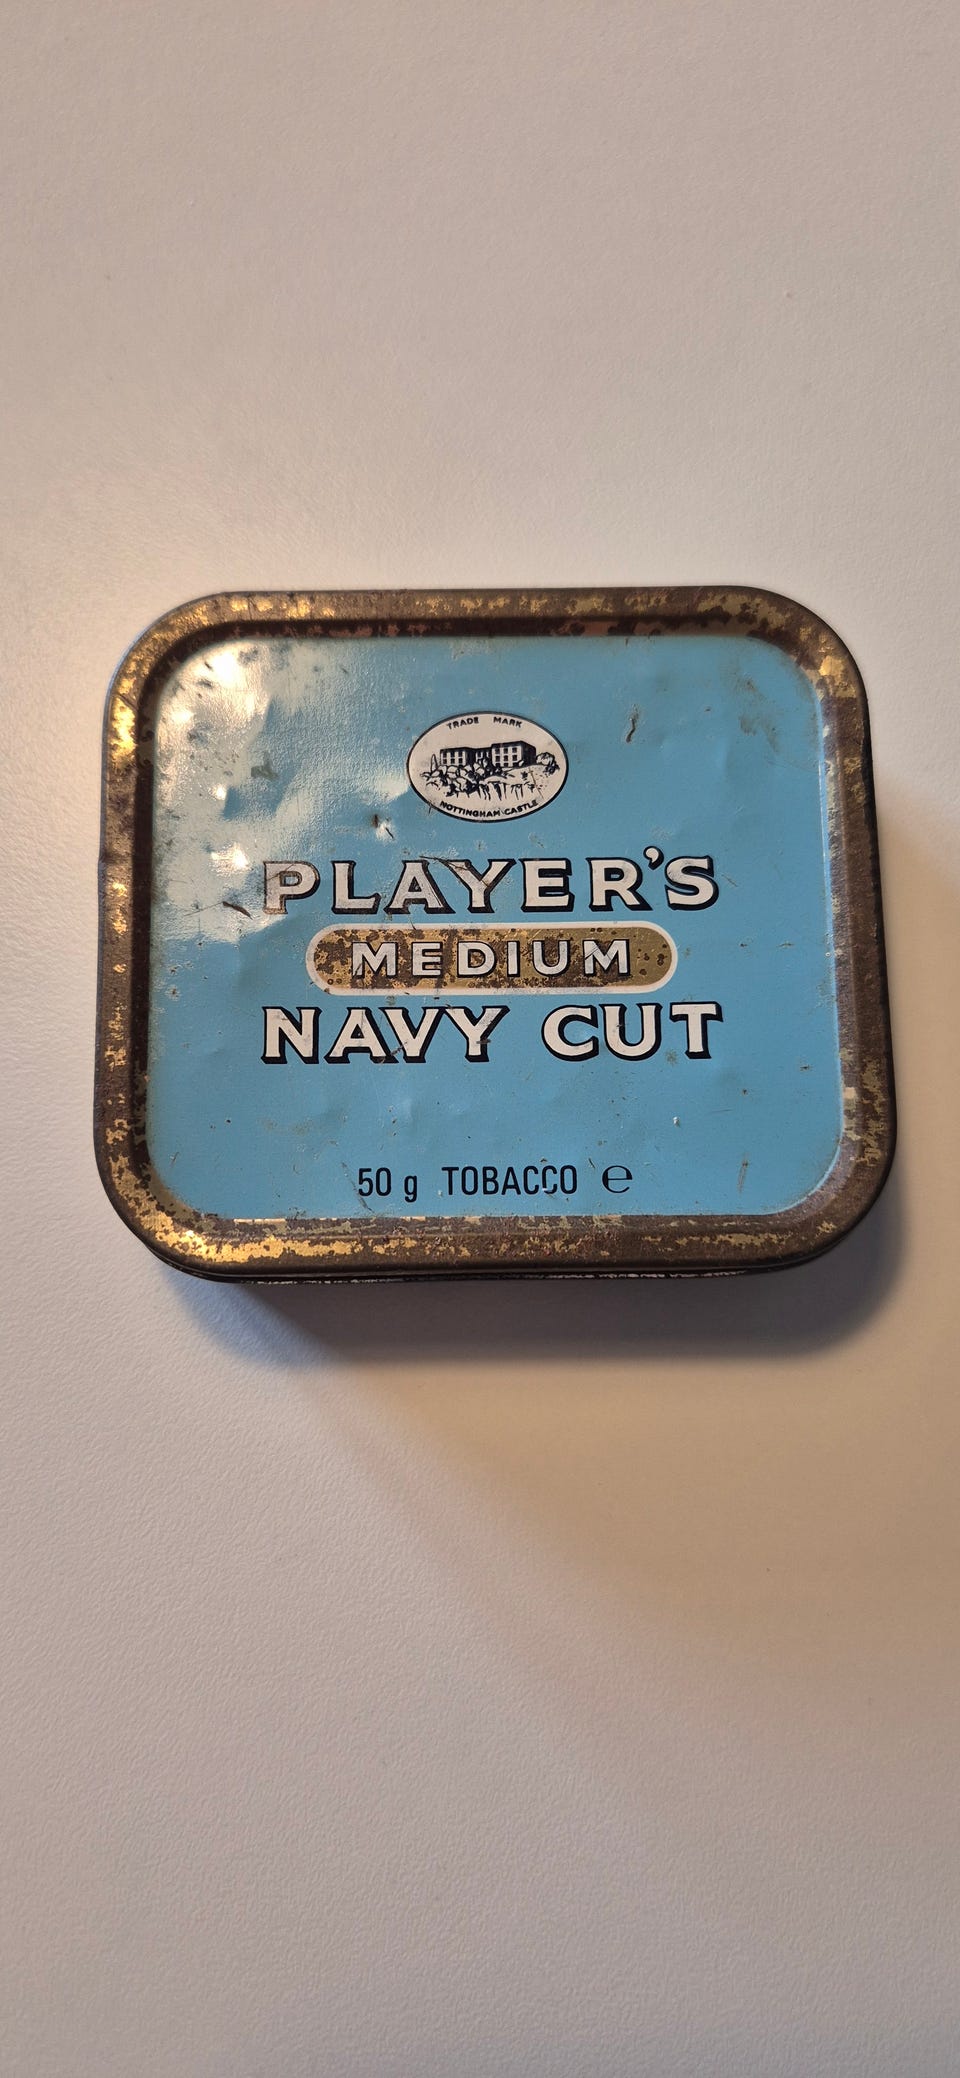 TRADE MARK
NOTTINGHAM CASTLE
PLAYER'S
MEDIUM
NAVY CUT
50 g TOBACCO ℮